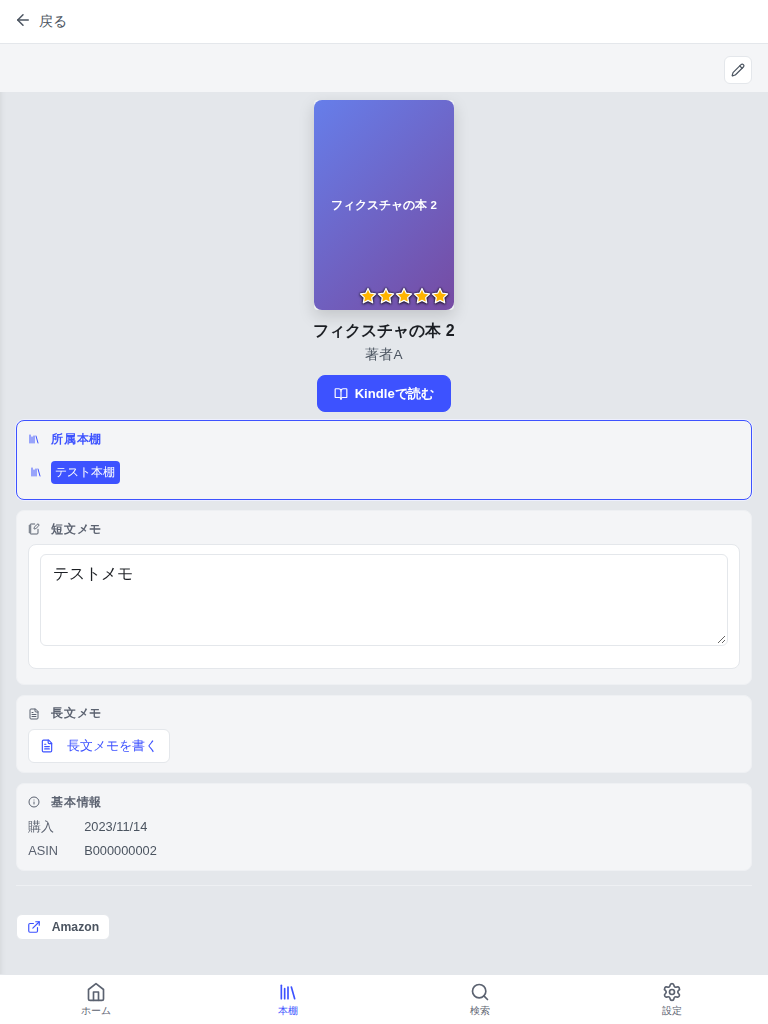 戻る
フィクスチャの本 2
フィクスチャの本 2
著者A
Kindleで読む
所属本棚
テスト本棚
短文メモ
テストメモ
長文メモ
長文メモを書く
基本情報
購入 2023/11/14
ASIN B000000002
Amazon
ホーム 本棚 検索 設定